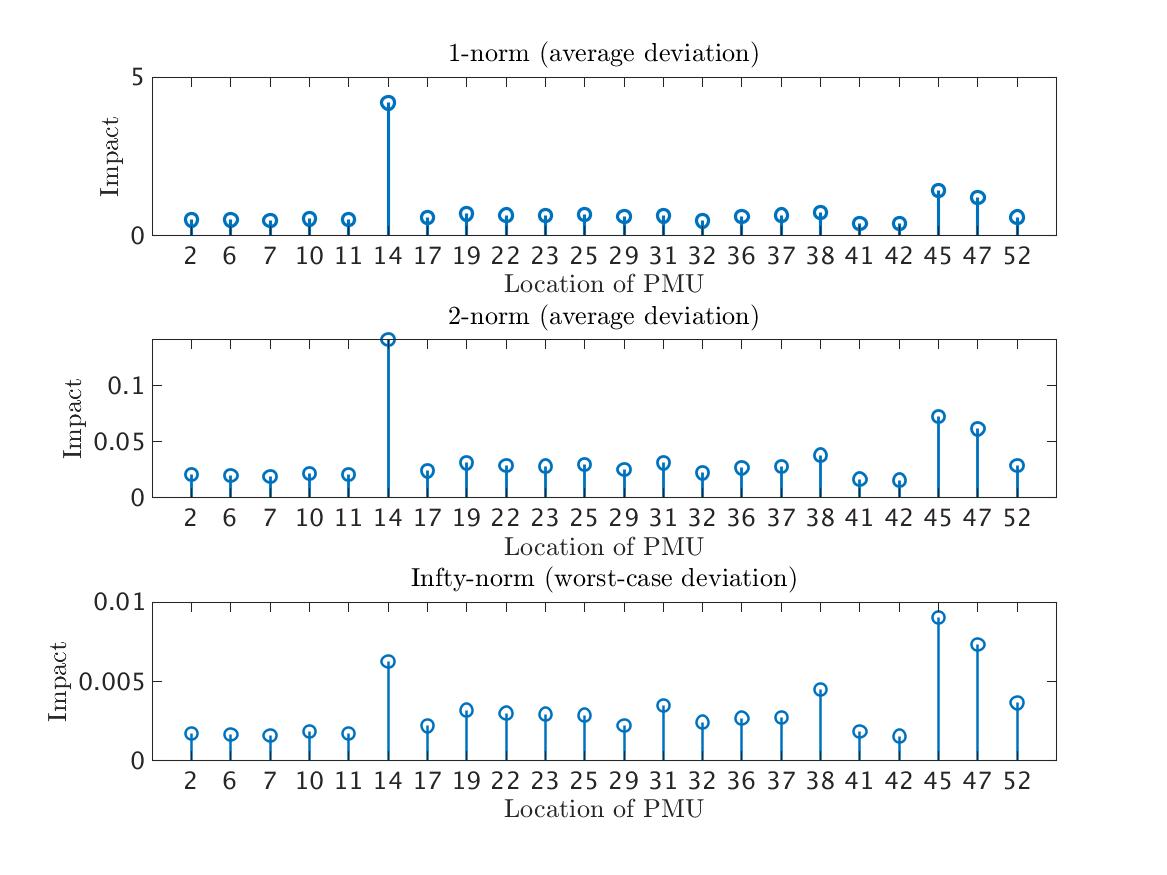 1-norm (average deviation)
5
0
Impact
2 6 7 10 11 14 17 19 22 23 25 29 31 32 36 37 38 41 42 45 47 52
Location of PMU
2-norm (average deviation)
0.1
0.05
0
Impact
2 6 7 10 11 14 17 19 22 23 25 29 31 32 36 37 38 41 42 45 47 52
Location of PMU
Infty-norm (worst-case deviation)
0.01
0.005
0
Impact
2 6 7 10 11 14 17 19 22 23 25 29 31 32 36 37 38 41 42 45 47 52
Location of PMU